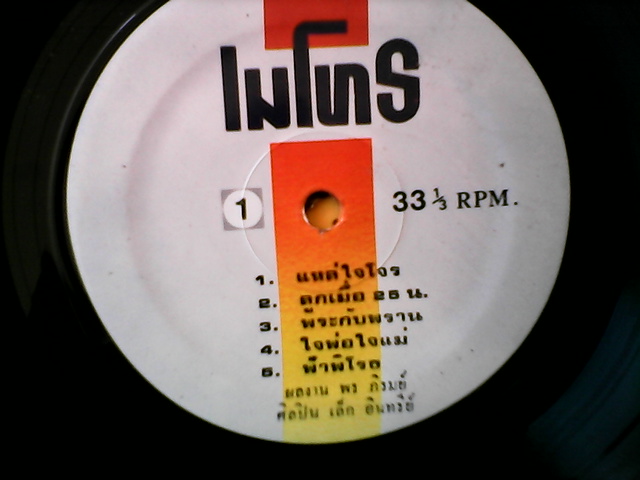 เมโทร
1
33 1/3 RPM.
1. แหล่ใจโจร
2. ลูกเมื่อ 25 น.
3. พระกับพราน
4. ใจพ่อใจแม่
5. ฟ้าพิโรธ
ผลงาน พร ภิรมย์
ศิลปิน เล็ก อินทรีย์